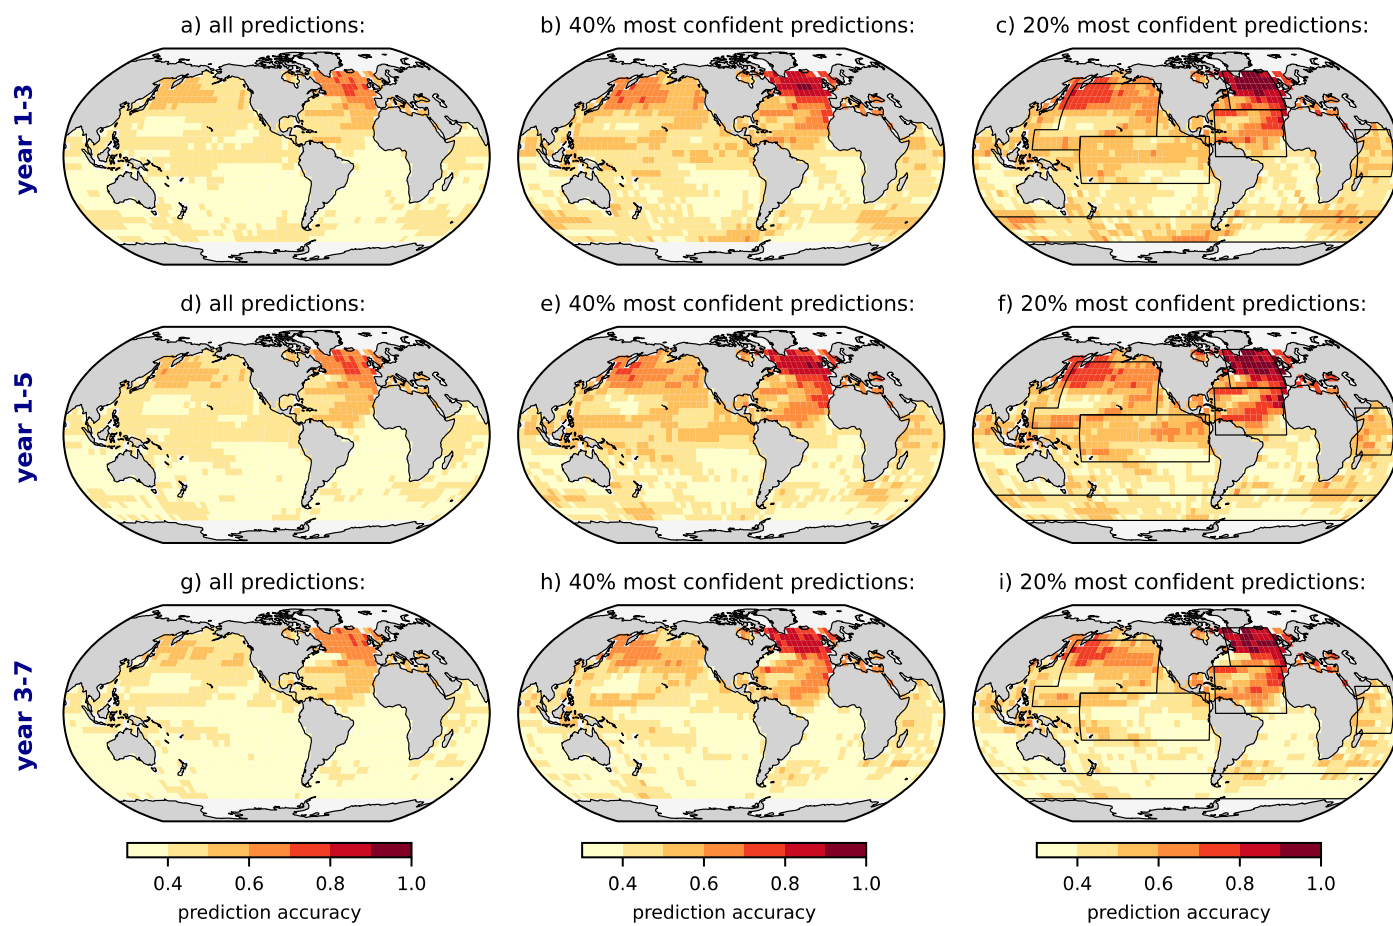 a) all predictions:
b) 40% most confident predictions:
c) 20% most confident predictions:
year 1-3
d) all predictions:
e) 40% most confident predictions:
f) 20% most confident predictions:
year 1-5
g) all predictions:
h) 40% most confident predictions:
i) 20% most confident predictions:
year 3-7
0.4 0.6 0.8 1.0
prediction accuracy
0.4 0.6 0.8 1.0
prediction accuracy
0.4 0.6 0.8 1.0
prediction accuracy